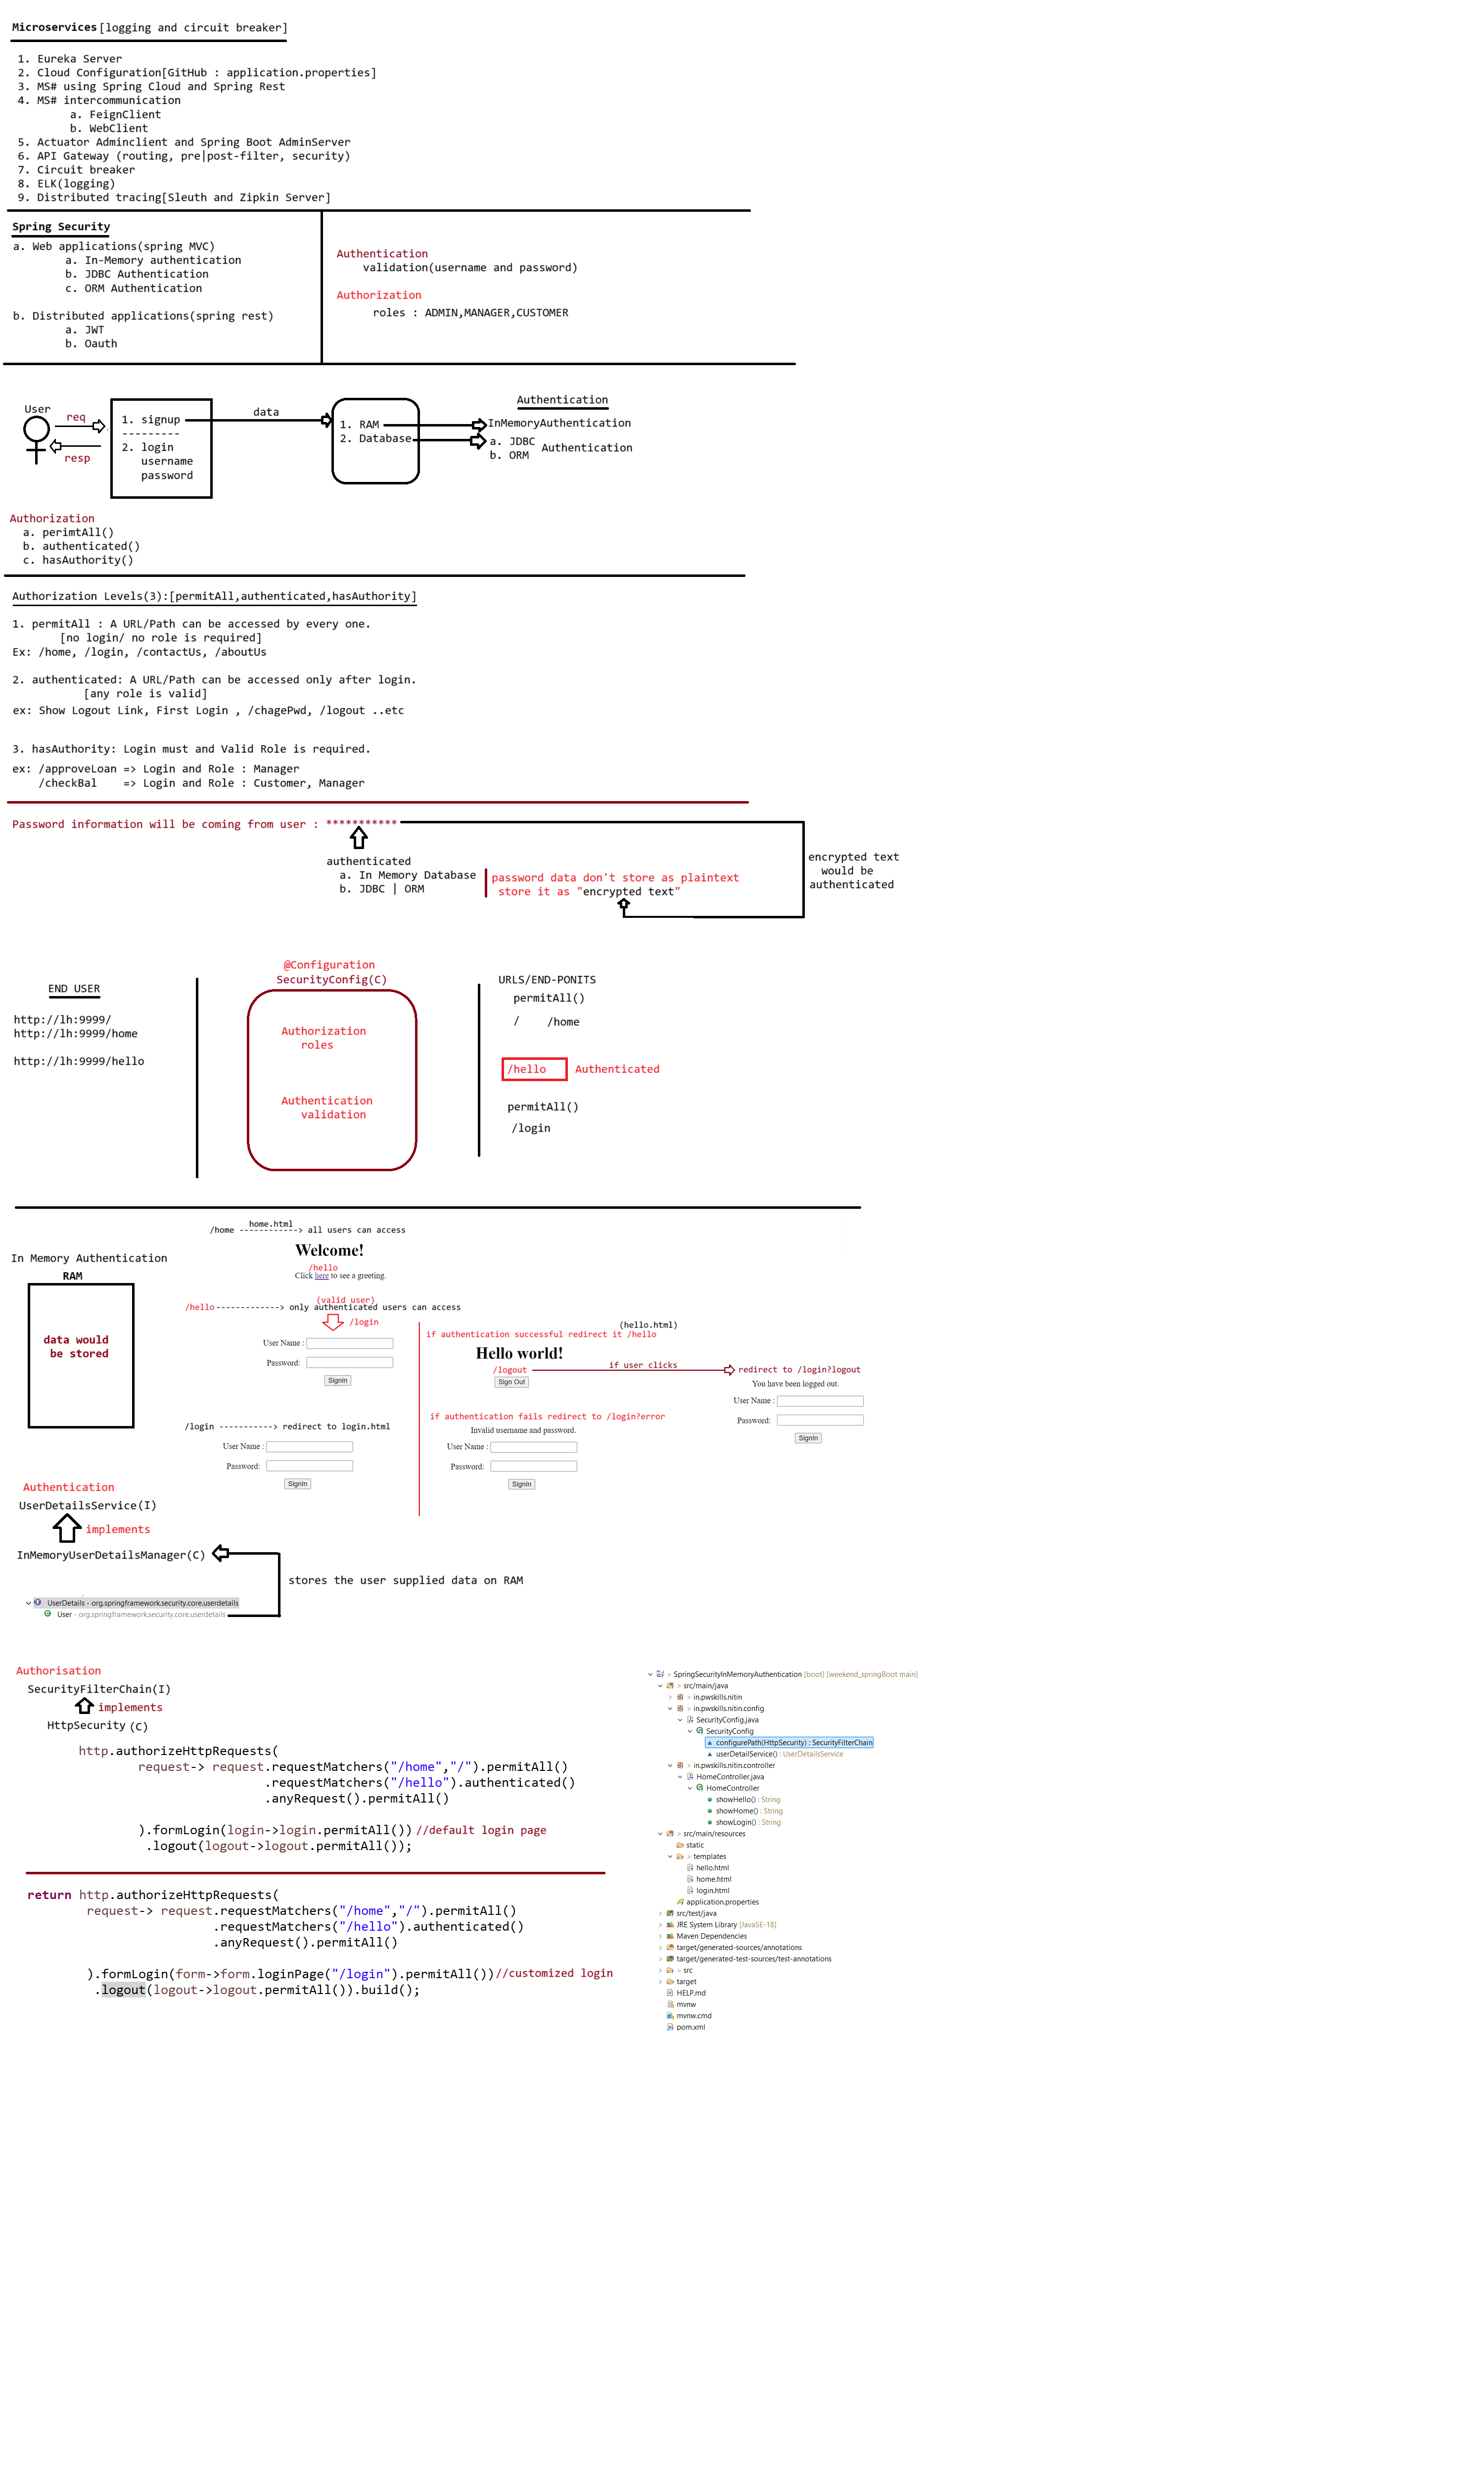 Microservices[logging and circuit breaker]
1. Eureka Server
2. Cloud Configuration[GitHub : application.properties]
3. MS# using Spring Cloud and Spring Rest
4. MS# intercommunication
a. FeignClient
b. WebClient
5. Actuator Adminclient and Spring Boot AdminServer
6. API Gateway (routing, pre|post-filter, security)
7. Circuit breaker
8. ELK(logging)
9. Distributed tracing[Sleuth and Zipkin Server]
Spring Security
a. Web applications(spring MVC)
a. In-Memory authentication
b. JDBC Authentication
c. ORM Authentication
b. Distributed applications(spring rest)
a. JWT
b. Oauth
Authentication
validation(username and password)
Authorization
roles : ADMIN,MANAGER,CUSTOMER
User
req
resp
1. signup
---------
2. login
username
password
data
1. RAM
2. Database
Authentication
InMemoryAuthentication
a. JDBC
b. ORM
Authentication
Authorization
a. perimtAll()
b. authenticated()
c. hasAuthority()
Authorization Levels(3):[permitAll,authenticated,hasAuthority]
1. permitAll : A URL/Path can be accessed by every one.
[no login/ no role is required]
Ex: /home, /login, /contactUs, /aboutUs
2. authenticated: A URL/Path can be accessed only after login.
[any role is valid]
ex: Show Logout Link, First Login , /chagePwd, /logout ..etc
3. hasAuthority: Login must and Valid Role is required.
ex: /approveLoan => Login and Role : Manager
/checkBal => Login and Role : Customer, Manager
Password information will be coming from user : ***********
authenticated
a. In Memory Database
b. JDBC | ORM
password data don't store as plaintext
store it as "encrypted text"
encrypted text
would be
authenticated
END USER
http://lh:9999/
http://lh:9999/home
http://lh:9999/hello
@Configuration
SecurityConfig(C)
Authorization
roles
Authentication
validation
URLS/END-PONITS
permitAll()
/ /home
/hello Authenticated
permitAll()
/login
In Memory Authentication
RAM
data would
be stored
home.html
/home ------------> all users can access
Welcome!
/hello
Click here to see a greeting.
(valid user)
/hello-------------> only authenticated users can access
/login
User Name :
Password:
SignIn
(hello.html)
if authentication successful redirect it /hello
Hello world!
/logout
Sign Out
if user clicks
redirect to /login?logout
You have been logged out.
User Name :
Password:
SignIn
/login -----------> redirect to login.html
User Name :
Password:
SignIn
if authentication fails redirect to /login?error
Invalid username and password.
User Name :
Password:
SignIn
Authentication
UserDetailsService(I)
implements
InMemoryUserDetailsManager(C)
stores the user supplied data on RAM
UserDetails - org.springframework.security.core.userdetails
User - org.springframework.security.core.userdetails
Authorisation
SecurityFilterChain(I)
implements
HttpSecurity (C)
http.authorizeHttpRequests(
request-> request.requestMatchers("/home","/").permitAll()
.requestMatchers("/hello").authenticated()
.anyRequest().permitAll()
).formLogin(login->login.permitAll()) //default login page
.logout(logout->logout.permitAll());
return http.authorizeHttpRequests(
request-> request.requestMatchers("/home","/").permitAll()
.requestMatchers("/hello").authenticated()
.anyRequest().permitAll()
).formLogin(form->form.loginPage("/login").permitAll())//customized login
.logout(logout->logout.permitAll()).build();
> SpringSecurityInMemoryAuthentication [boot] [weekend_springBoot main]
> src/main/java
> in.pwskills.nitin
> in.pwskills.nitin.config
SecurityConfig.java
SecurityConfig
configurePath(HttpSecurity) : SecurityFilterChain
userDetailService() : UserDetailsService
> in.pwskills.nitin.controller
HomeController.java
HomeController
showHello() : String
showHome() : String
showLogin() : String
> src/main/resources
static
> templates
hello.html
home.html
login.html
application.properties
src/test/java
JRE System Library [JavaSE-18]
Maven Dependencies
target/generated-sources/annotations
target/generated-test-sources/test-annotations
> src
target
HELP.md
mvnw
mvnw.cmd
pom.xml